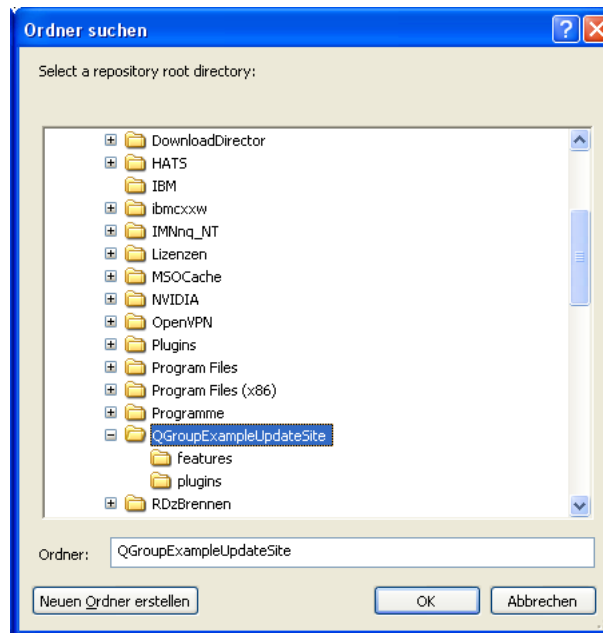 Ordner suchen
Select a repository root directory:
DownloadDirector
HATS
IBM
ibmcxxw
IMNnq_NT
Lizenzen
MSOCache
NVIDIA
OpenVPN
Plugins
Program Files
Program Files (x86)
Programme
QGroupExampleUpdateSite
features
plugins
RDzBrennen
Ordner: QGroupExampleUpdateSite
Neuen Ordner erstellen OK Abbrechen